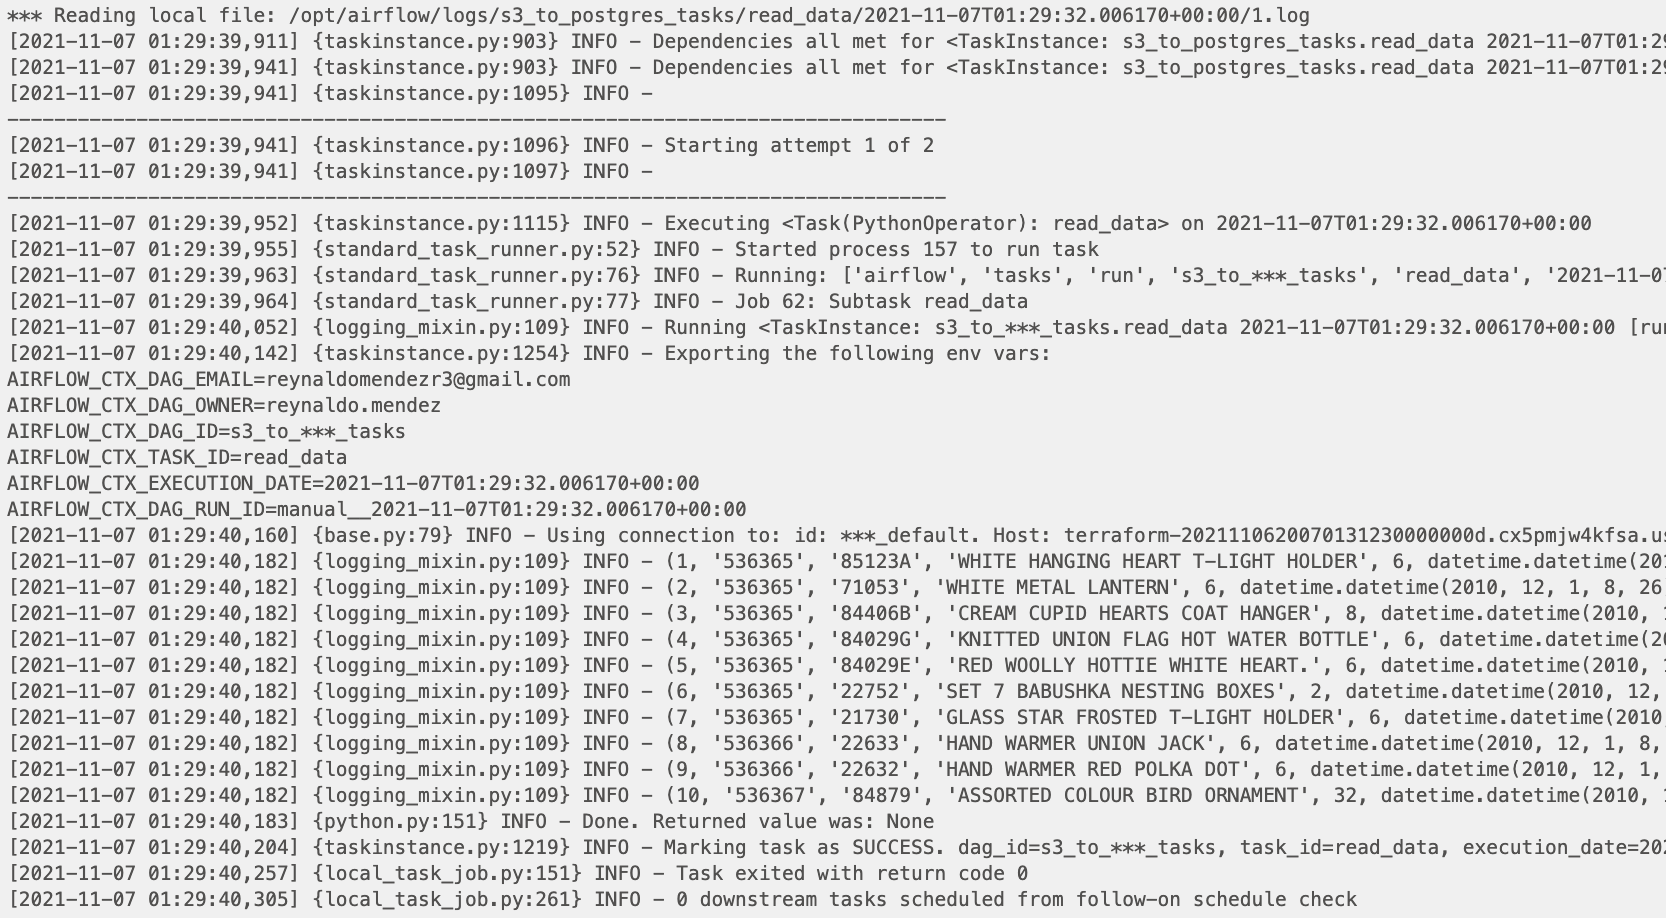 *** Reading local file: /opt/airflow/logs/s3_to_postgres_tasks/read_data/2021-11-07T01:29:32.006170+00:00/1.log
[2021-11-07 01:29:39,911] {taskinstance.py:903} INFO - Dependencies all met for <TaskInstance: s3_to_postgres_tasks.read_data 2021-11-07T01:29
[2021-11-07 01:29:39,941] {taskinstance.py:903} INFO - Dependencies all met for <TaskInstance: s3_to_postgres_tasks.read_data 2021-11-07T01:29
[2021-11-07 01:29:39,941] {taskinstance.py:1095} INFO -
--------------------------------------------------------------------------------
[2021-11-07 01:29:39,941] {taskinstance.py:1096} INFO - Starting attempt 1 of 2
[2021-11-07 01:29:39,941] {taskinstance.py:1097} INFO -
--------------------------------------------------------------------------------
[2021-11-07 01:29:39,952] {taskinstance.py:1115} INFO - Executing <Task(PythonOperator): read_data> on 2021-11-07T01:29:32.006170+00:00
[2021-11-07 01:29:39,955] {standard_task_runner.py:52} INFO - Started process 157 to run task
[2021-11-07 01:29:39,963] {standard_task_runner.py:76} INFO - Running: ['airflow', 'tasks', 'run', 's3_to_***_tasks', 'read_data', '2021-11-07
[2021-11-07 01:29:39,964] {standard_task_runner.py:77} INFO - Job 62: Subtask read_data
[2021-11-07 01:29:40,052] {logging_mixin.py:109} INFO - Running <TaskInstance: s3_to_***_tasks.read_data 2021-11-07T01:29:32.006170+00:00 [run
[2021-11-07 01:29:40,142] {taskinstance.py:1254} INFO - Exporting the following env vars:
AIRFLOW_CTX_DAG_EMAIL=reynaldomendezr3@gmail.com
AIRFLOW_CTX_DAG_OWNER=reynaldo.mendez
AIRFLOW_CTX_DAG_ID=s3_to_***_tasks
AIRFLOW_CTX_TASK_ID=read_data
AIRFLOW_CTX_EXECUTION_DATE=2021-11-07T01:29:32.006170+00:00
AIRFLOW_CTX_DAG_RUN_ID=manual__2021-11-07T01:29:32.006170+00:00
[2021-11-07 01:29:40,160] {base.py:79} INFO - Using connection to: id: ***_default. Host: terraform-20211106200701312300000000d.cx5pmjw4kfsa.us
[2021-11-07 01:29:40,182] {logging_mixin.py:109} INFO - (1, '536365', '85123A', 'WHITE HANGING HEART T-LIGHT HOLDER', 6, datetime.datetime(201
[2021-11-07 01:29:40,182] {logging_mixin.py:109} INFO - (2, '536365', '71053', 'WHITE METAL LANTERN', 6, datetime.datetime(2010, 12, 1, 8, 26
[2021-11-07 01:29:40,182] {logging_mixin.py:109} INFO - (3, '536365', '84406B', 'CREAM CUPID HEARTS COAT HANGER', 8, datetime.datetime(2010, 1
[2021-11-07 01:29:40,182] {logging_mixin.py:109} INFO - (4, '536365', '84029G', 'KNITTED UNION FLAG HOT WATER BOTTLE', 6, datetime.datetime(20
[2021-11-07 01:29:40,182] {logging_mixin.py:109} INFO - (5, '536365', '84029E', 'RED WOOLLY HOTTIE WHITE HEART.', 6, datetime.datetime(2010, 1
[2021-11-07 01:29:40,182] {logging_mixin.py:109} INFO - (6, '536365', '22752', 'SET 7 BABUSHKA NESTING BOXES', 2, datetime.datetime(2010, 12,
[2021-11-07 01:29:40,182] {logging_mixin.py:109} INFO - (7, '536365', '21730', 'GLASS STAR FROSTED T-LIGHT HOLDER', 6, datetime.datetime(2010,
[2021-11-07 01:29:40,182] {logging_mixin.py:109} INFO - (8, '536366', '22633', 'HAND WARMER UNION JACK', 6, datetime.datetime(2010, 12, 1, 8,
[2021-11-07 01:29:40,182] {logging_mixin.py:109} INFO - (9, '536366', '22632', 'HAND WARMER RED POLKA DOT', 6, datetime.datetime(2010, 12, 1,
[2021-11-07 01:29:40,182] {logging_mixin.py:109} INFO - (10, '536367', '84879', 'ASSORTED COLOUR BIRD ORNAMENT', 32, datetime.datetime(2010, 1
[2021-11-07 01:29:40,183] {python.py:151} INFO - Done. Returned value was: None
[2021-11-07 01:29:40,204] {taskinstance.py:1219} INFO - Marking task as SUCCESS. dag_id=s3_to_***_tasks, task_id=read_data, execution_date=202
[2021-11-07 01:29:40,257] {local_task_job.py:151} INFO - Task exited with return code 0
[2021-11-07 01:29:40,305] {local_task_job.py:261} INFO - 0 downstream tasks scheduled from follow-on schedule check